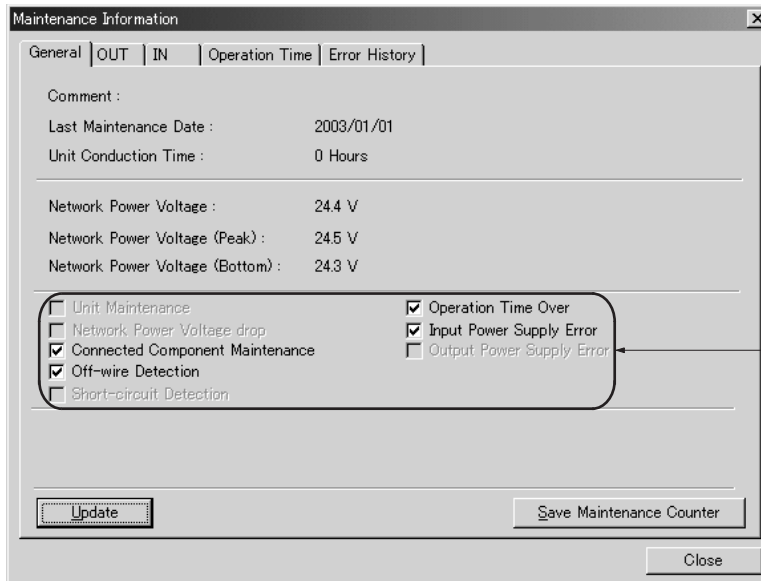 Maintenance Information
General OUT IN Operation Time Error History
Comment :
Last Maintenance Date : 2003/01/01
Unit Conduction Time : 0 Hours
Network Power Voltage : 24.4 V
Network Power Voltage (Peak) : 24.5 V
Network Power Voltage (Bottom) : 24.3 V
Unit Maintenance
Network Power Voltage drop
Connected Component Maintenance
Off-wire Detection
Short-circuit Detection
Operation Time Over
Input Power Supply Error
Output Power Supply Error
Update
Save Maintenance Counter
Close